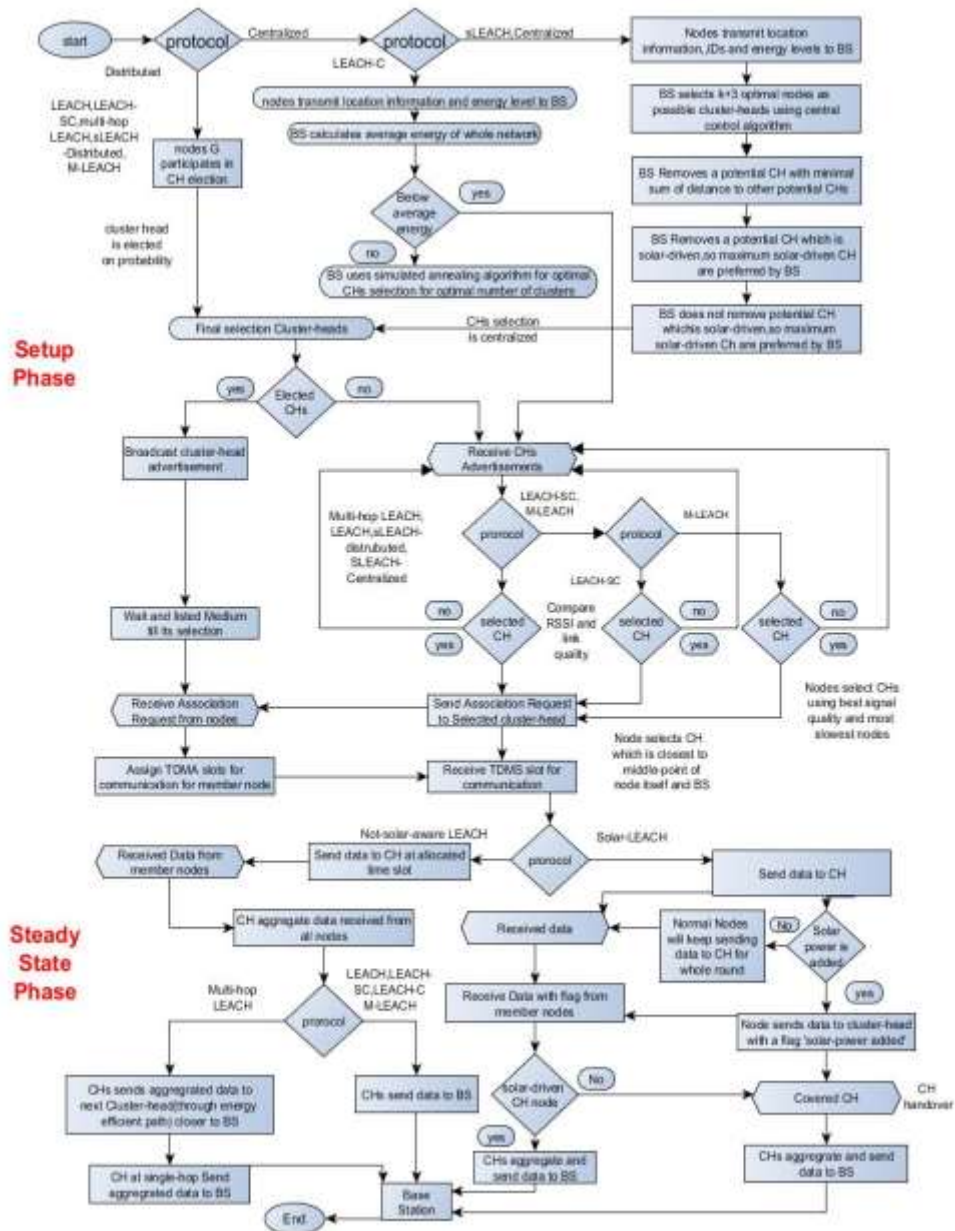 start
protocol
Centralized
protocol
sLEACH,Centralized
Nodes transmit location
information,,IDs and energy levels to BS
Distributed
LEACH-C
LEACH,LEACH-
SC,multi-hop
LEACH,sLEACH
-Distributed,
M-LEACH
nodes G
participates in
CH election
nodes transmit location information and energy level to BS
BS calculates average energy of whole network
BS selects k+3 optimal nodes as
possible cluster-heads using central
control algorithm
Below
average
energy
yes
no
BS Removes a potential CH with minimal
sum of distance to other potential CHs
cluster head
is elected
on probability
BS uses simulated annealing algorithm for optimal
CHs selection for optimal number of clusters
BS Removes a potential CH which is
solar-driven,so maximum solar-driven CH
are preferred by BS
Final selection Cluster-heads
CHs selection
is centralized
BS does not remove potential CH
whichis solar-driven,so maximum
solar-driven Ch are preferred by BS
Setup
Phase
yes
Elected
CHs
no
Broadcast cluster-head
advertisement
Receive CHs
Advertisements
Multi-hop LEACH,
LEACH,sLEACH-
distrubuted,
SLEACH-
Centralized
LEACH-SC,
M-LEACH
prorocol
protocol
M-LEACH
LEACH-SC
Wait and listed Medium
till its selection
no
yes
selected
CH
Compare
RSSI and
link
quality
selected
CH
no
yes
selected
CH
no
yes
Receive Association
Request from nodes
Send Association Request
to Selected cluster-head
Nodes select CHs
using best signal
quality and most
slowest nodes
Assign TDMA slots for
communication for member node
Receive TDMS slot for
communication
Node selects CH
which is closest to
middle-point of
node itself and BS
Not-solar-aware LEACH
Solar-LEACH
Received Data from
member nodes
Send data to CH at allocated
time slot
prorocol
Send data to CH
Steady
State
Phase
CH aggregate data received from
all nodes
Received data
Normal Nodes
will keep sending
data to CH for
whole round
No
Solar
power is
added
yes
Multi-hop
LEACH
protocol
LEACH,LEACH-
SC,LEACH-C
M-LEACH
Receive Data with flag from
member nodes
Node sends data to cluster-head
with a flag 'solar-power added'
CHs sends aggregated data to
next Cluster-head(through energy
efficient path) closer to BS
CHs send data to BS
solar-driven
CH node
No
yes
Covered CH
CH
handover
CH at single-hop Send
aggregated data to BS
CHs aggregate and
send data to BS
CHs aggregate and send
data to BS
End
Base
Station